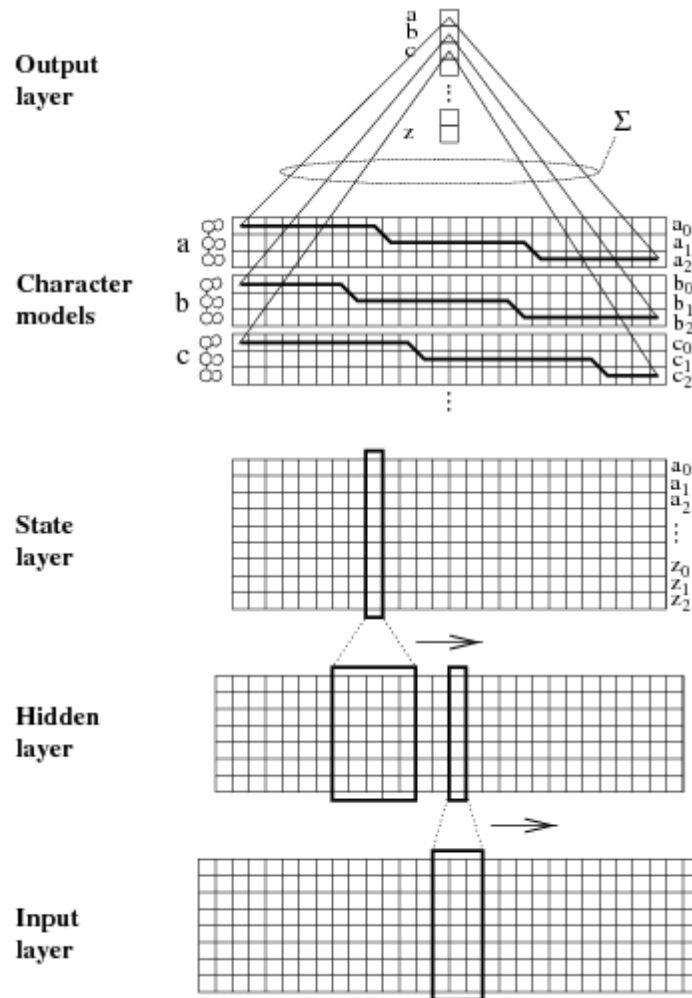 a
b
c
Output
layer
⋮
z
Σ
a
a₀
a₁
a₂
Character
models
b
b₀
b₁
b₂
c
c₀
c₁
c₂
⋮
a₀
a₁
a₂
State
layer
⋮
z₀
z₁
z₂
Hidden
layer
Input
layer